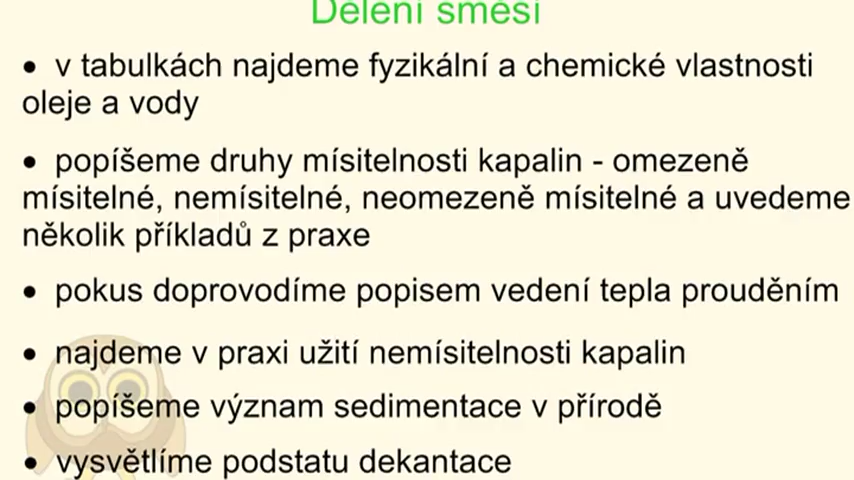 Dělení směsí
• v tabulkách najdeme fyzikální a chemické vlastnosti
oleje a vody
• popíšeme druhy mísitelnosti kapalin - omezeně
mísitelné, nemísitelné, neomezeně mísitelné a uvedeme
několik příkladů z praxe
• pokus doprovodíme popisem vedení tepla prouděním
• najdeme v praxi užití nemísitelnosti kapalin
• popíšeme význam sedimentace v přírodě
• vysvětlíme podstatu dekantace